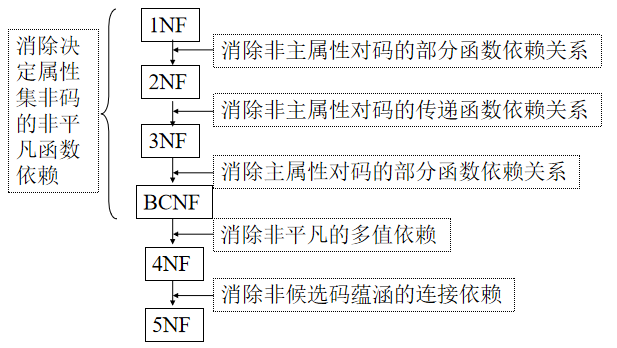 消除决
定属性
集非码
的非平
凡函数
依赖
1NF
消除非主属性对码的部分函数依赖关系
2NF
消除非主属性对码的传递函数依赖关系
3NF
消除主属性对码的部分函数依赖关系
BCNF
消除非平凡的多值依赖
4NF
消除非候选码蕴涵的连接依赖
5NF